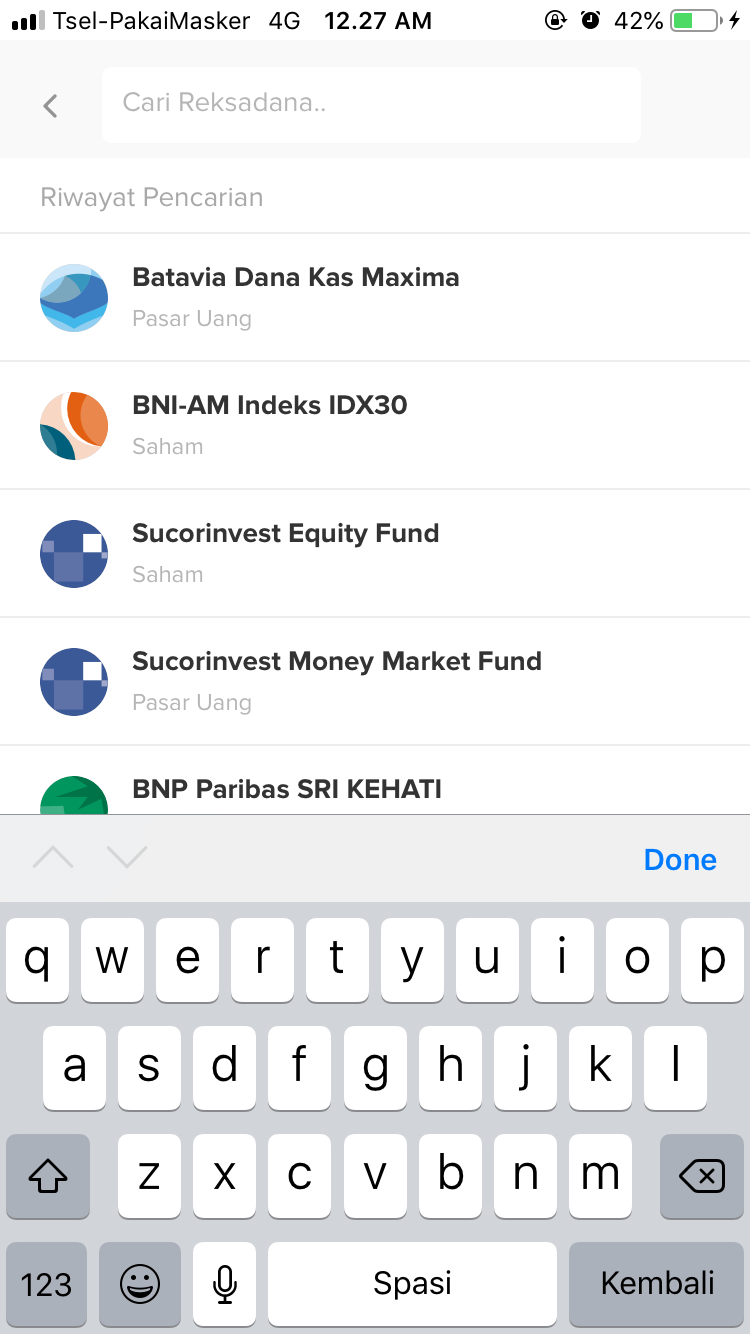 Tsel-PakaiMasker 4G 12.27 AM 42%
Cari Reksadana..
Riwayat Pencarian
Batavia Dana Kas Maxima
Pasar Uang
BNI-AM Indeks IDX30
Saham
Sucorinvest Equity Fund
Saham
Sucorinvest Money Market Fund
Pasar Uang
BNP Paribas SRI KEHATI
Done
q w e r t y u i o p
a s d f g h j k l
z x c v b n m
123 Spasi Kembali